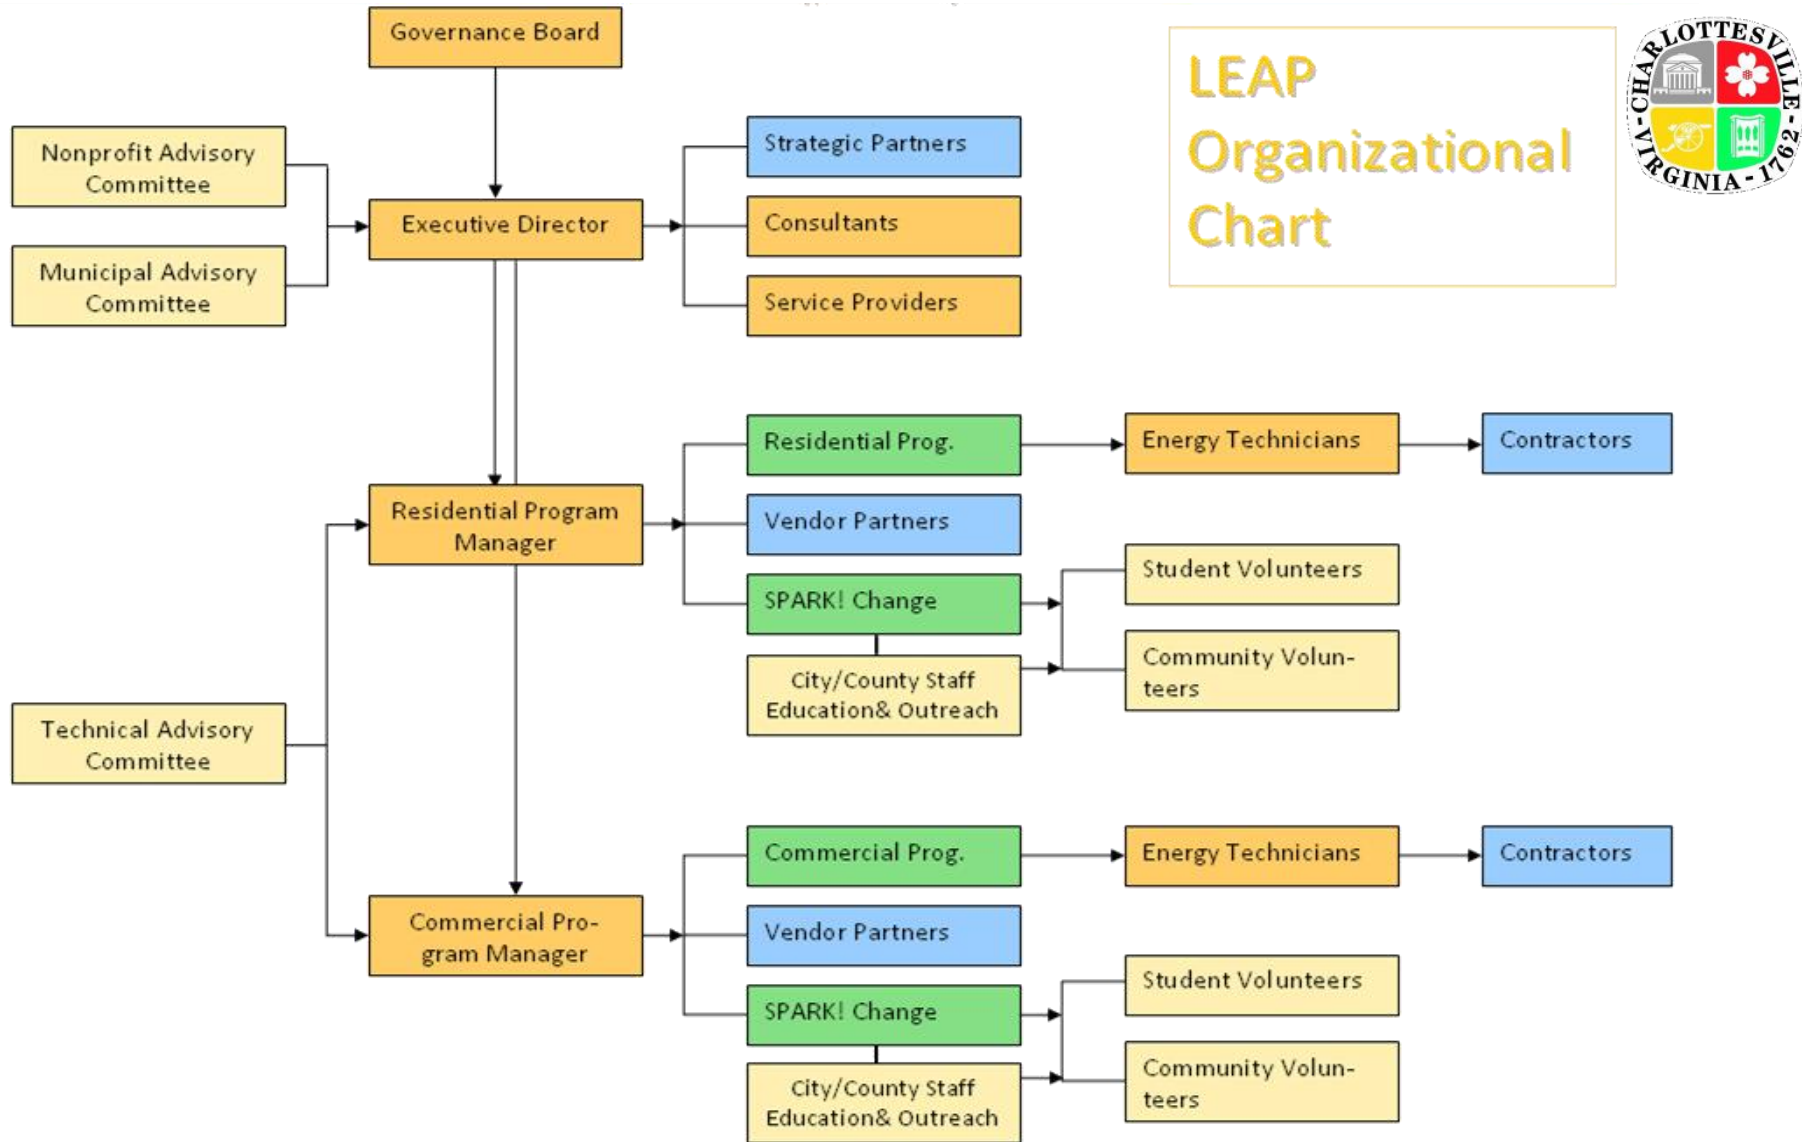 Governance Board
LEAP
Organizational
Chart
CHARLOTTESVILLE - VIRGINIA - 1762 -
Nonprofit Advisory
Committee
Municipal Advisory
Committee
Executive Director
Strategic Partners
Consultants
Service Providers
Residential Program
Manager
Residential Prog.
Energy Technicians
Contractors
Vendor Partners
SPARK! Change
Student Volunteers
City/County Staff
Education& Outreach
Community Volun-
teers
Technical Advisory
Committee
Commercial Pro-
gram Manager
Commercial Prog.
Energy Technicians
Contractors
Vendor Partners
SPARK! Change
Student Volunteers
City/County Staff
Education& Outreach
Community Volun-
teers